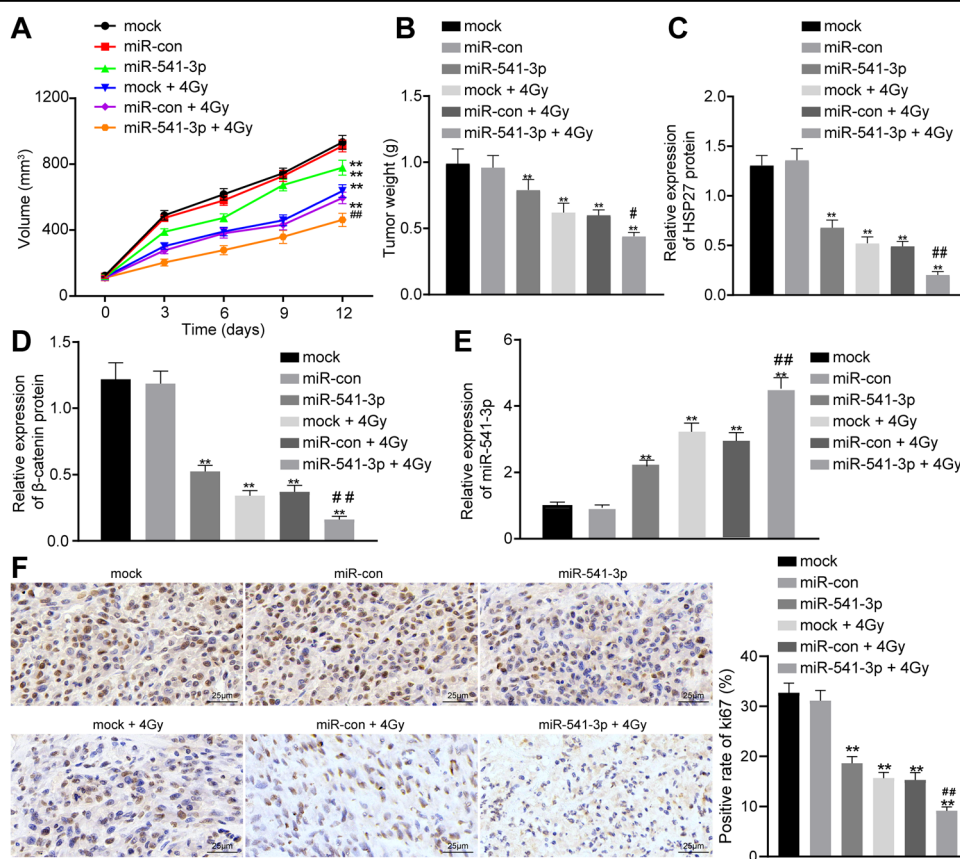 A
mock
miR-con
miR-541-3p
mock + 4Gy
miR-con + 4Gy
miR-541-3p + 4Gy
Volume (mm³)
1200
800
400
0
0 3 6 9 12
Time (days)
**
**
**
**
##
B
mock
miR-con
miR-541-3p
mock + 4Gy
miR-con + 4Gy
miR-541-3p + 4Gy
Tumor weight (g)
1.5
1.0
0.5
0.0
**
**
**
#
**
C
mock
miR-con
miR-541-3p
mock + 4Gy
miR-con + 4Gy
miR-541-3p + 4Gy
Relative expression
of HSP27 protein
2.0
1.5
1.0
0.5
0.0
**
**
**
##
**
D
mock
miR-con
miR-541-3p
mock + 4Gy
miR-con + 4Gy
miR-541-3p + 4Gy
Relative expression
of β-catenin protein
1.5
1.0
0.5
0.0
**
**
**
##
**
E
mock
miR-con
miR-541-3p
mock + 4Gy
miR-con + 4Gy
miR-541-3p + 4Gy
Relative expression
of miR-541-3p
6
4
2
0
**
**
**
##
**
F
mock
miR-con
miR-541-3p
25μm
25μm
25μm
mock + 4Gy
miR-con + 4Gy
miR-541-3p + 4Gy
25μm
25μm
25μm
mock
miR-con
miR-541-3p
mock + 4Gy
miR-con + 4Gy
miR-541-3p + 4Gy
Positive rate of ki67 (%)
40
30
20
10
0
**
**
**
##
**